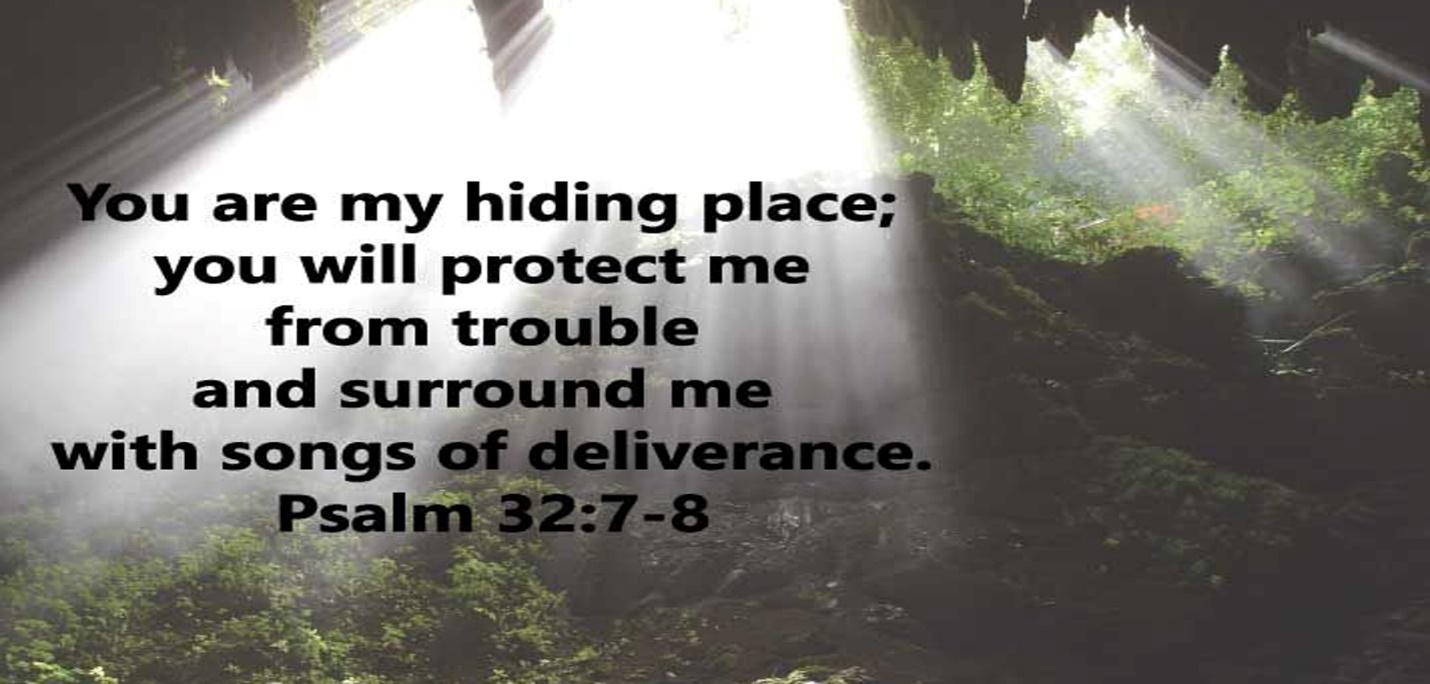 You are my hiding place;
you will protect me
from trouble
and surround me
with songs of deliverance.
Psalm 32:7-8